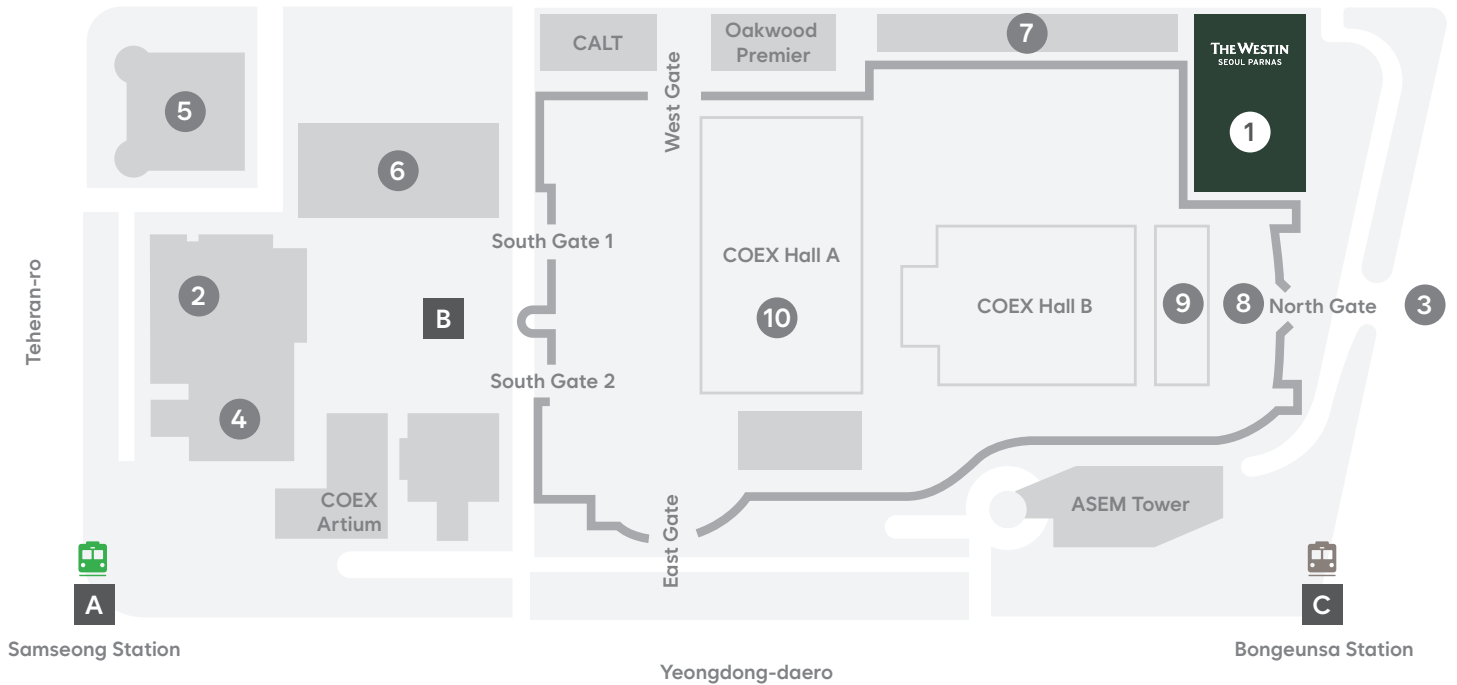 CALT
Oakwood
Premier
7
THE WESTIN
SEOUL PARNAS
1
5
6
West Gate
South Gate 1
COEX Hall A
10
COEX Hall B
9
8
North Gate
3
Teheran-ro
2
B
South Gate 2
4
COEX
Artium
East Gate
ASEM Tower
A
Samseong Station
C
Bongeunsa Station
Yeongdong-daero